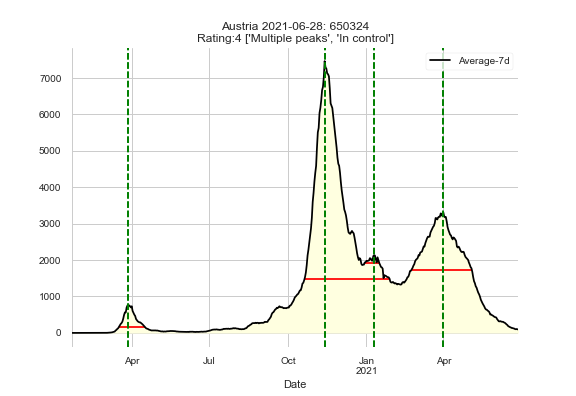 Austria 2021-06-28: 650324
Rating:4 ['Multiple peaks', 'In control']
Average-7d
7000
6000
5000
4000
3000
2000
1000
0
Apr
Jul
Oct
Jan
2021
Apr
Date